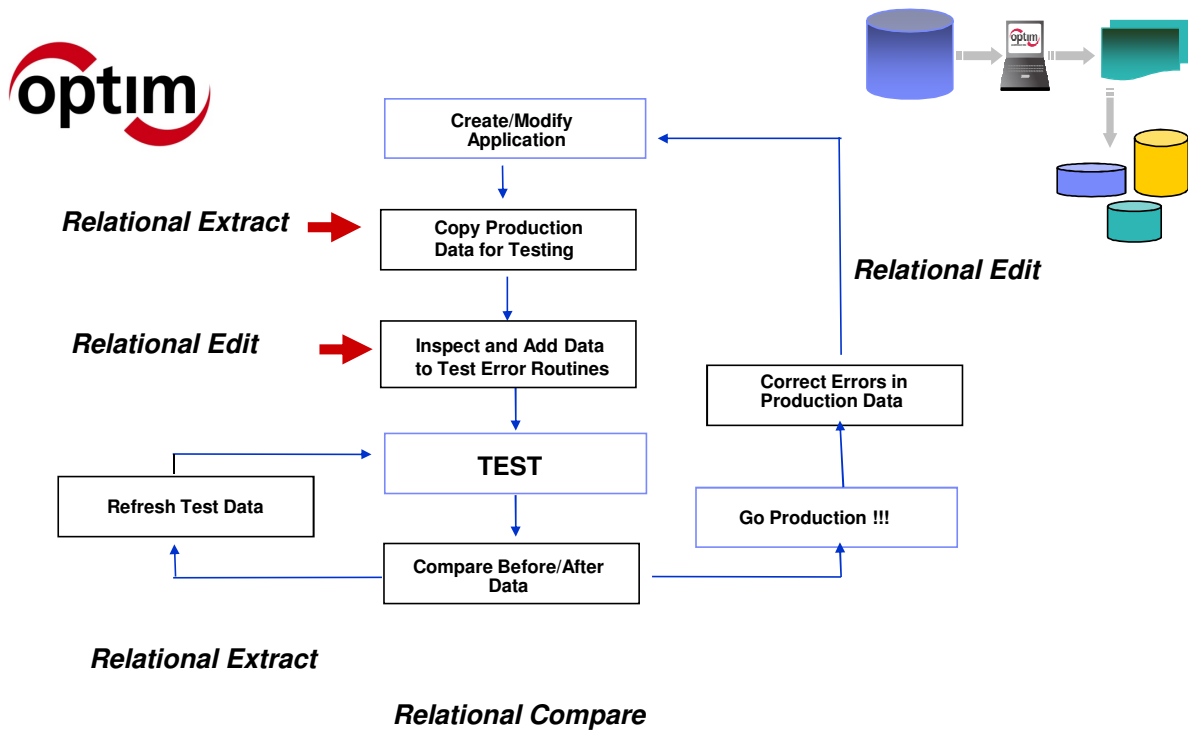 optim
optim
Create/Modify
Application
Relational Extract
Copy Production
Data for Testing
Relational Edit
Relational Edit
Inspect and Add Data
to Test Error Routines
Correct Errors in
Production Data
TEST
Refresh Test Data
Go Production !!!
Compare Before/After
Data
Relational Extract
Relational Compare